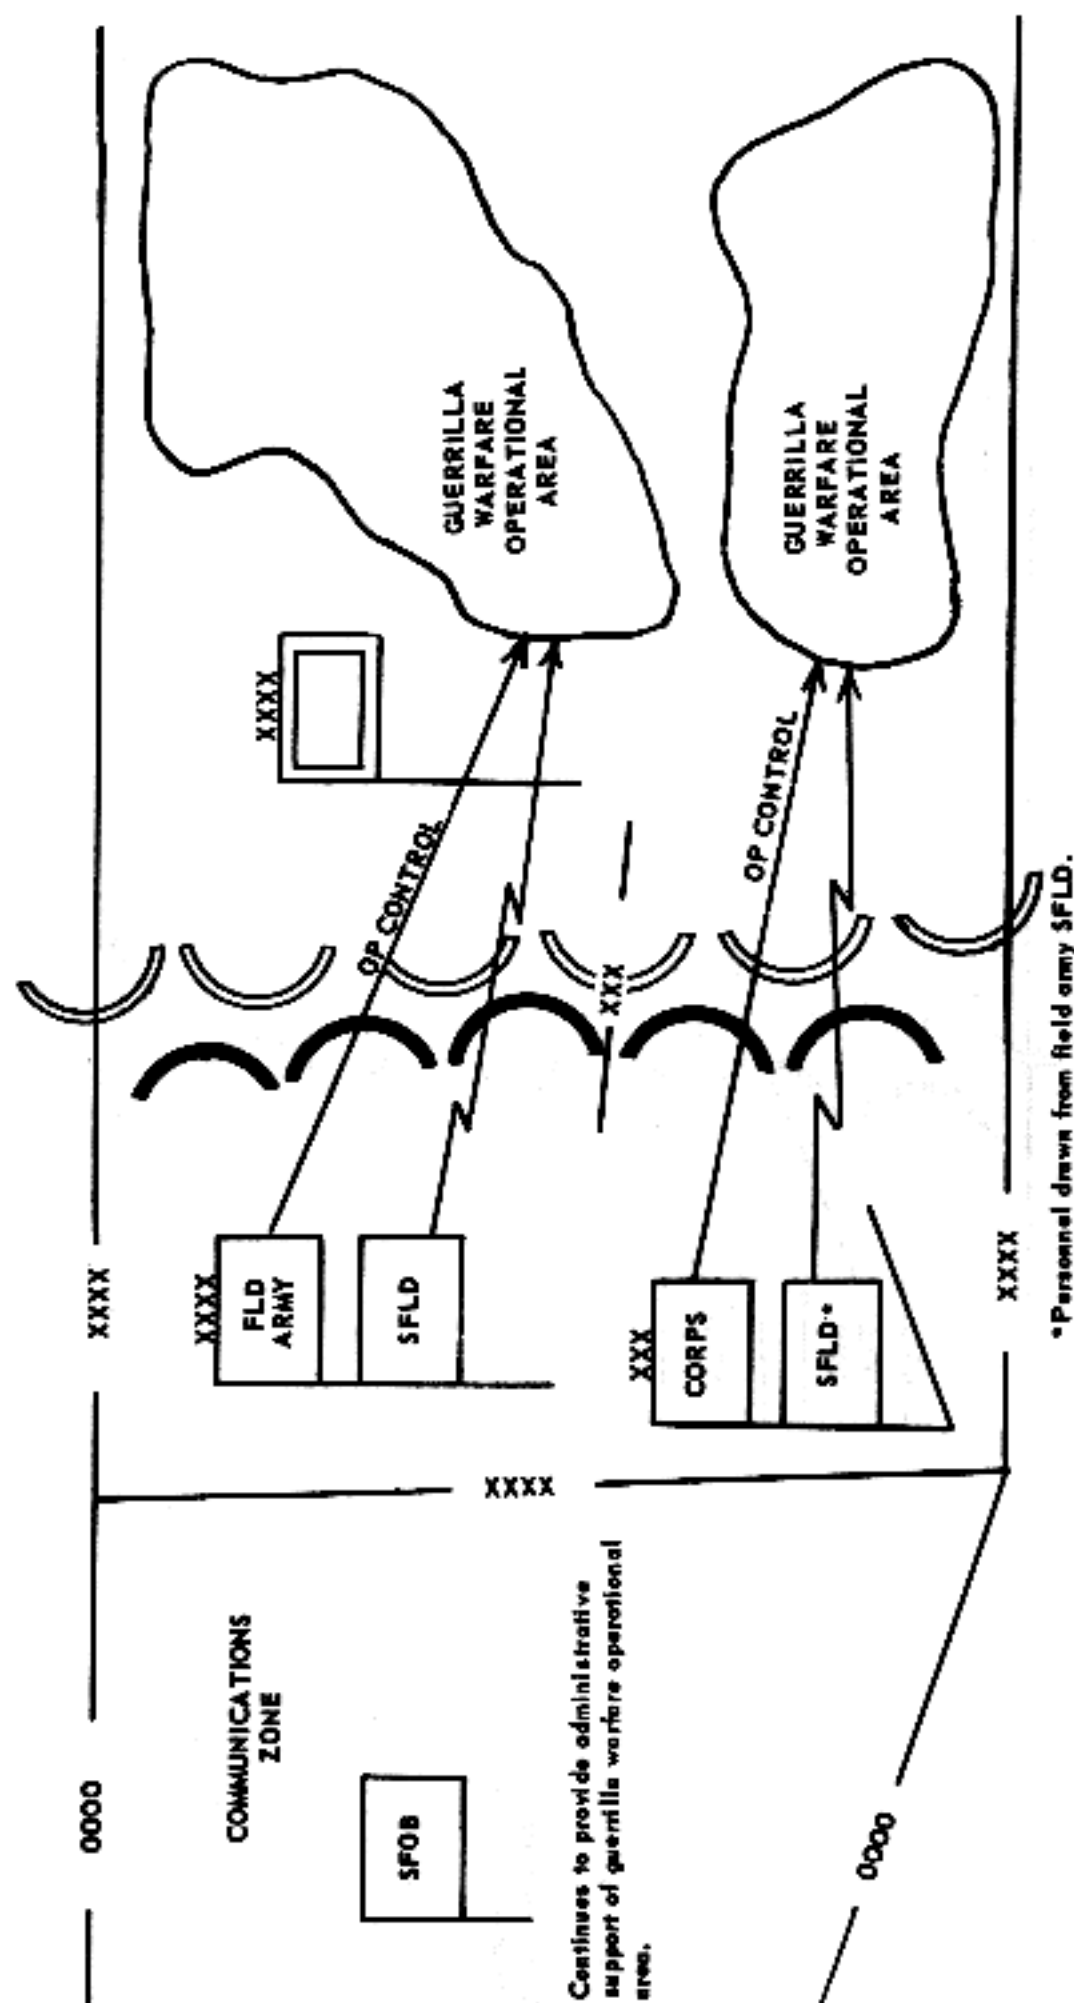 0000
XXXX
COMMUNICATIONS
ZONE
SFOB
Continues to provide administrative
support of guerrilla warfare operational
area.
XXXX
XXXX
FLD
ARMY
SFLD
OP CONTROL
XXXX
GUERRILLA
WARFARE
OPERATIONAL
AREA
XXX
XXX
CORPS
SFLD*
OP CONTROL
GUERRILLA
WARFARE
OPERATIONAL
AREA
0000
XXXX
*Personnel drawn from field army SFLD.